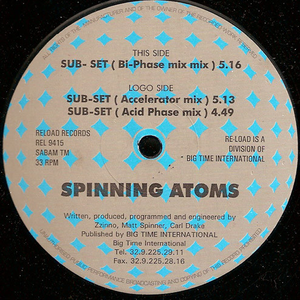 THIS SIDE
SUB- SET ( Bi-Phase mix mix ) 5.16
LOGO SIDE
SUB-SET ( Accelerator mix ) 5.13
SUB-SET ( Acid Phase mix ) 4.49
RELOAD RECORDS
REL 9415
SABAM TM.
33 RPM
RE-LOAD IS A
DIVISION OF
BIG TIME INTERNATIONAL
SPINNING ATOMS
Written, produced, programmed and engineered by
Zzino, Matt Spinner, Carl Drake
Published by BIG TIME INTERNATIONAL
Big Time International
Tel. 32.9.225.29.11
Fax. 32.9.225.28.16